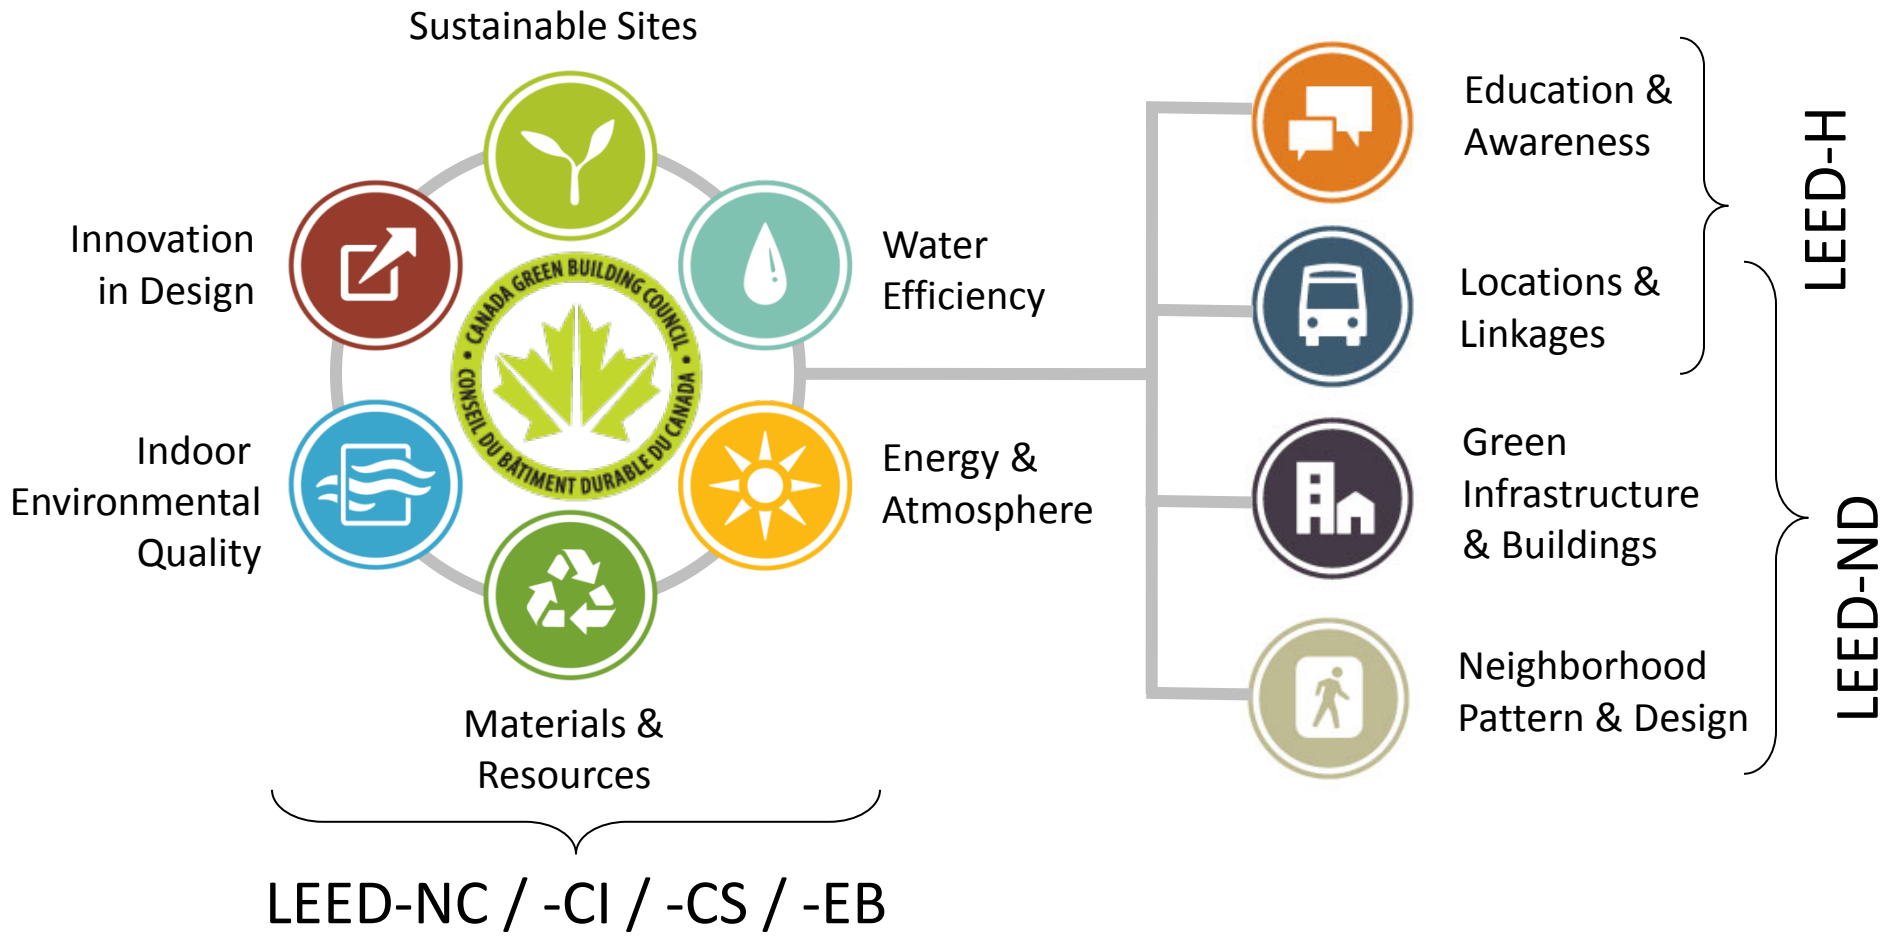 Sustainable Sites
Innovation
in Design
Water
Efficiency
• CANADA GREEN BUILDING COUNCIL •
CONSEIL DU BÂTIMENT DURABLE DU CANADA
Indoor
Environmental
Quality
Energy &
Atmosphere
Materials &
Resources
LEED-NC / -CI / -CS / -EB
Education &
Awareness
Locations &
Linkages
Green
Infrastructure
& Buildings
Neighborhood
Pattern & Design
LEED-H
LEED-ND